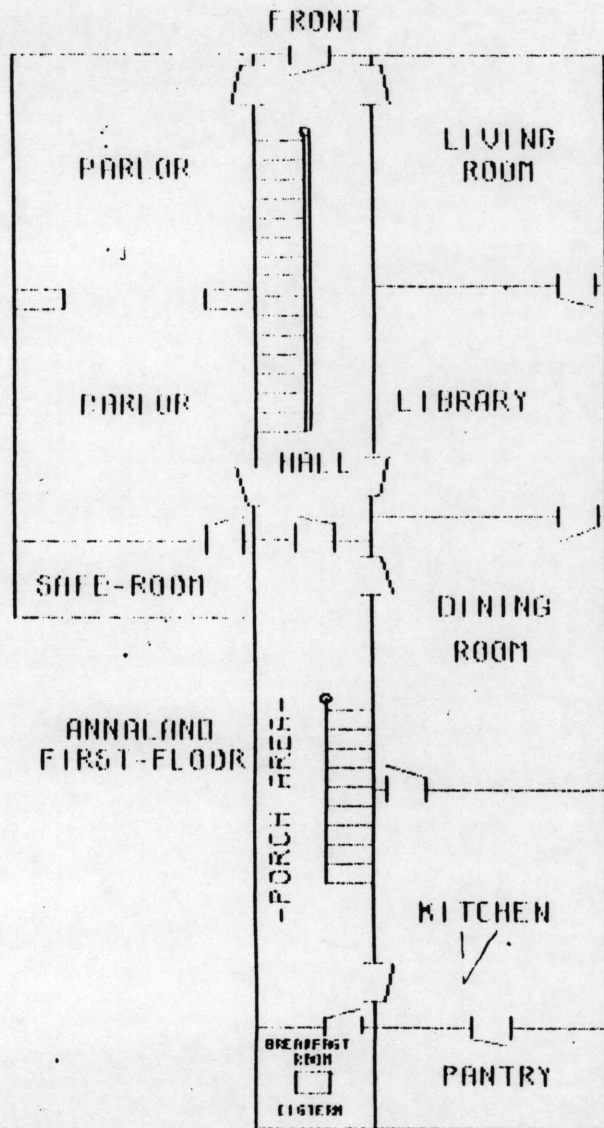 FRONT
PARLOR
LIVING
ROOM
PARLOR
LIBRARY
HALL
SAFE-ROOM
DINING
ROOM
ANNALAND
FIRST-FLOOR
-PORCH AREA-
KITCHEN
BREAKFAST
ROOM
CISTERN
PANTRY